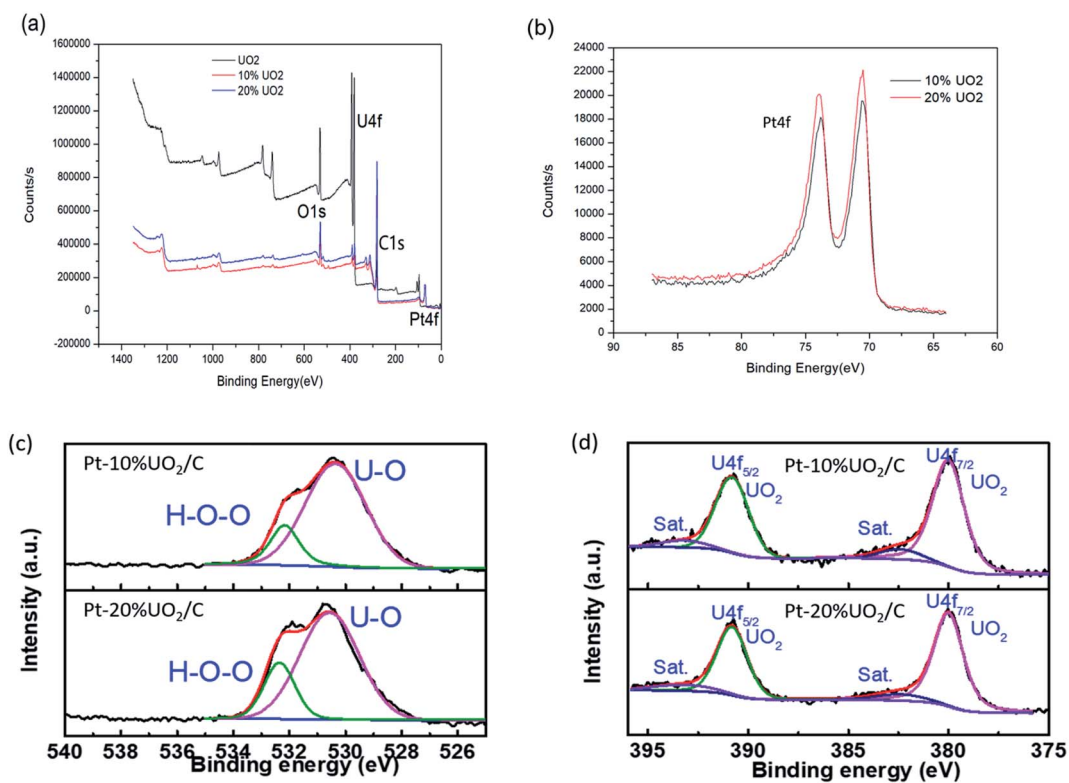 (a)
1600000
1400000
1200000
1000000
800000
600000
400000
200000
0
-200000
Counts/s
UO2
10% UO2
20% UO2
U4f
O1s
C1s
Pt4f
1400 1200 1000 800 600 400 200 0
Binding Energy(eV)
(b)
24000
22000
20000
18000
16000
14000
12000
10000
8000
6000
4000
2000
0
Counts/s
10% UO2
20% UO2
Pt4f
90 85 80 75 70 65 60
Binding Energy(eV)
(c)
Pt-10%UO₂/C
U-O
H-O-O
Pt-20%UO₂/C
U-O
H-O-O
Intensity (a.u.)
540 538 536 534 532 530 528 526
Binding energy (eV)
(d)
U4f₅/₂ Pt-10%UO₂/C U4f₇/₂
UO₂ UO₂
Sat. Sat.
Pt-20%UO₂/C
U4f₅/₂ U4f₇/₂
UO₂ UO₂
Sat. Sat.
Intensity (a.u.)
395 390 385 380 375
Binding energy (eV)